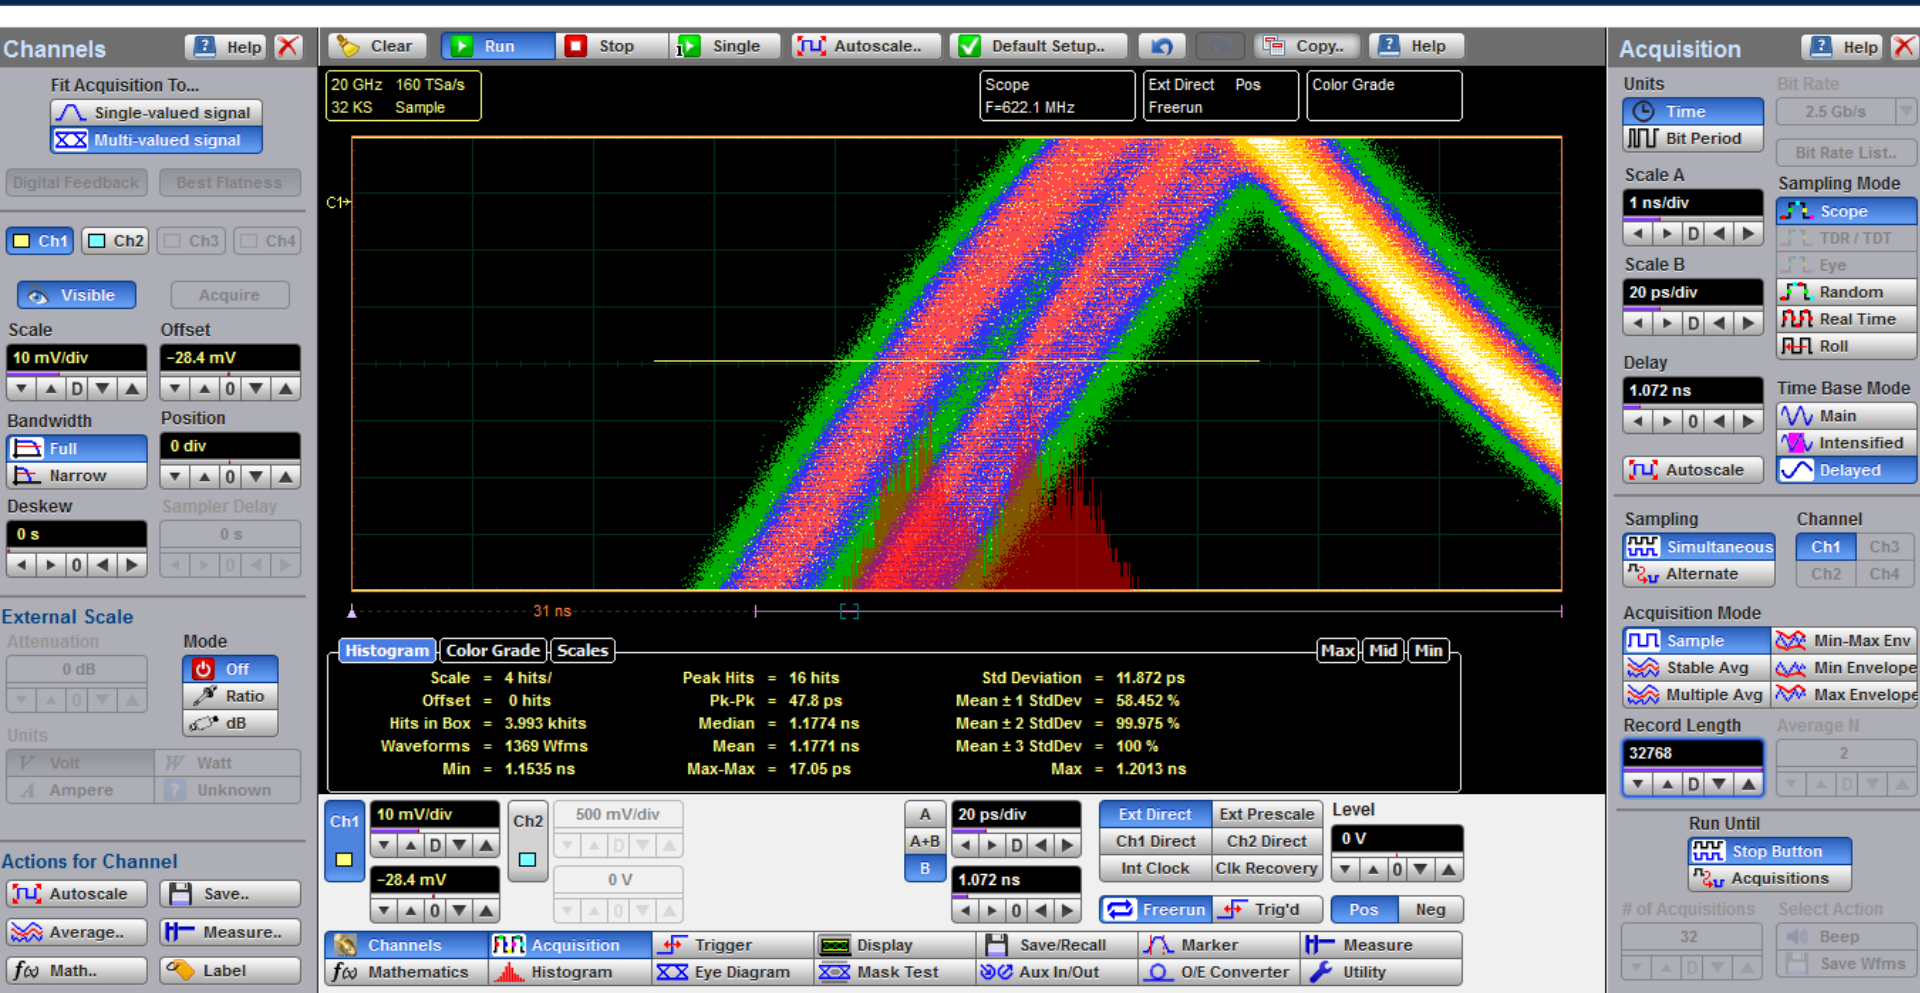 Channels
Help
Fit Acquisition To...
Single-valued signal
Multi-valued signal
Digital Feedback
Best Flatness
Ch1
Ch2
Ch3
Ch4
Visible
Acquire
Scale
Offset
10 mV/div
−28.4 mV
D
0
Bandwidth
Position
Full
0 div
Narrow
0
Deskew
Sampler Delay
0 s
0 s
0
0
External Scale
Attenuation
Mode
0 dB
Off
0
Ratio
dB
Units
V Volt
W Watt
A Ampere
? Unknown
Actions for Channel
Autoscale
Save..
Average..
Measure..
f(x) Math..
Label
Clear
Run
Stop
1 Single
Autoscale..
Default Setup..
Copy..
Help
20 GHz 160 TSa/s
32 KS Sample
Scope
F=622.1 MHz
Ext Direct Pos
Freerun
Color Grade
C1
31 ns
Histogram
Color Grade
Scales
Max
Mid
Min
Scale = 4 hits/
Offset = 0 hits
Hits in Box = 3.993 khits
Waveforms = 1369 Wfms
Min = 1.1535 ns
Peak Hits = 16 hits
Pk-Pk = 47.8 ps
Median = 1.1774 ns
Mean = 1.1771 ns
Max-Max = 17.05 ps
Std Deviation = 11.872 ps
Mean ± 1 StdDev = 58.452 %
Mean ± 2 StdDev = 99.975 %
Mean ± 3 StdDev = 100 %
Max = 1.2013 ns
Ch1
10 mV/div
D
−28.4 mV
0
Ch2
500 mV/div
D
0 V
0
A
A+B
B
20 ps/div
D
1.072 ns
0
Ext Direct
Ext Prescale
Ch1 Direct
Ch2 Direct
Int Clock
Clk Recovery
Freerun
Trig'd
Level
0 V
0
Pos
Neg
Channels
Acquisition
Trigger
Display
Save/Recall
Marker
Measure
f(x) Mathematics
Histogram
Eye Diagram
Mask Test
Aux In/Out
O/E Converter
Utility
Acquisition
Help
Units
Bit Rate
Time
2.5 Gb/s
Bit Period
Bit Rate List..
Scale A
Sampling Mode
1 ns/div
Scope
D
TDR / TDT
Scale B
Eye
20 ps/div
Random
D
Real Time
Roll
Delay
1.072 ns
Time Base Mode
0
Main
Intensified
Autoscale
Delayed
Sampling
Channel
Simultaneous
Ch1
Ch3
Alternate
Ch2
Ch4
Acquisition Mode
Sample
Min-Max Env
Stable Avg
Min Envelope
Multiple Avg
Max Envelope
Record Length
Average N
32768
2
D
D
Run Until
Stop Button
Acquisitions
# of Acquisitions
Select Action
32
Beep
D
Save Wfms